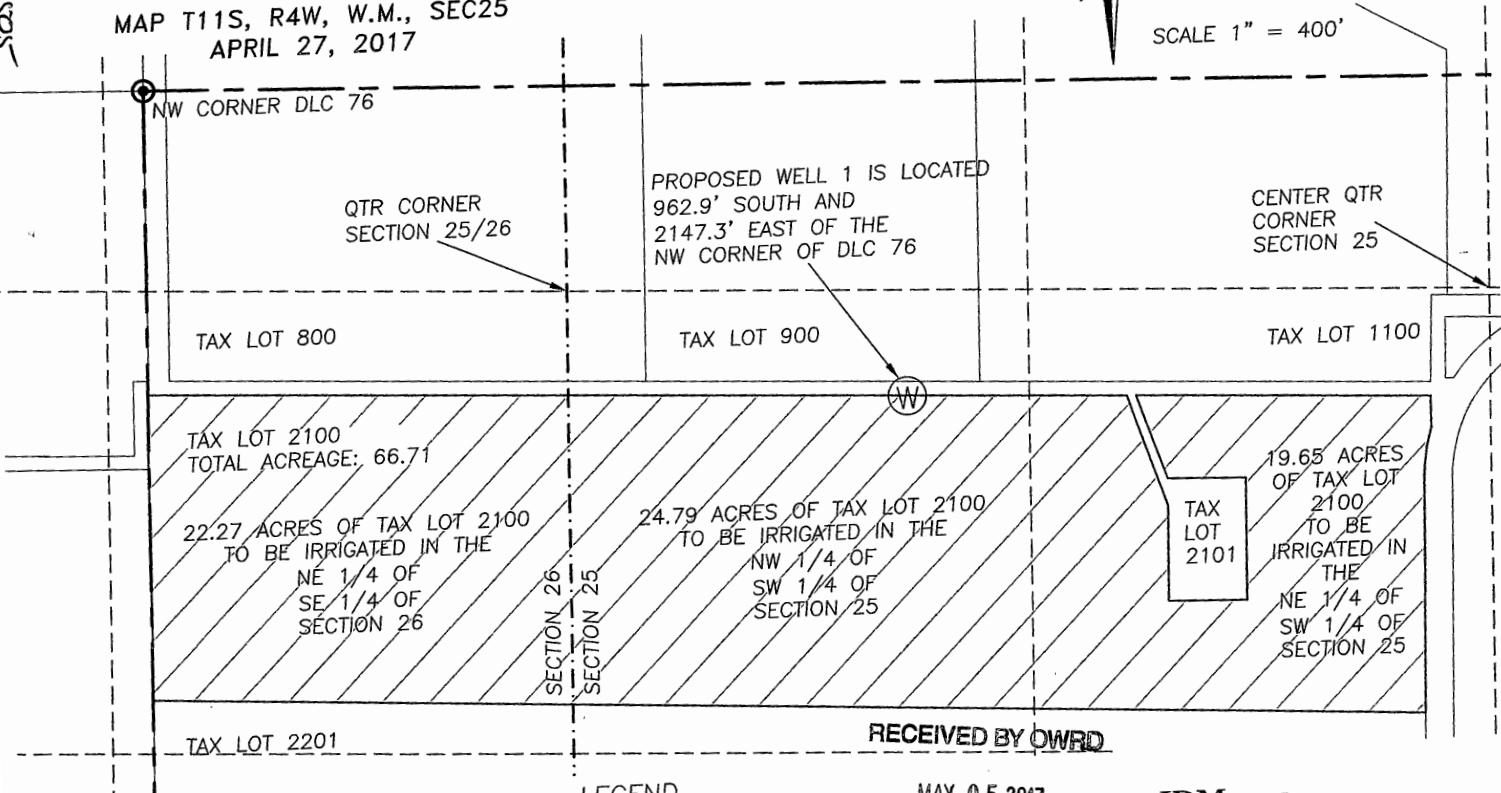 MAP T11S, R4W, W.M., SEC25
APRIL 27, 2017
SCALE 1" = 400'
NW CORNER DLC 76
QTR CORNER
SECTION 25/26
PROPOSED WELL 1 IS LOCATED
962.9' SOUTH AND
2147.3' EAST OF THE
NW CORNER OF DLC 76
CENTER QTR
CORNER
SECTION 25
TAX LOT 800
TAX LOT 900
TAX LOT 1100
W
TAX LOT 2100
TOTAL ACREAGE: 66.71
22.27 ACRES OF TAX LOT 2100
TO BE IRRIGATED IN THE
NE 1/4 OF
SE 1/4 OF
SECTION 26
SECTION 26
SECTION 25
24.79 ACRES OF TAX LOT 2100
TO BE IRRIGATED IN THE
NW 1/4 OF
SW 1/4 OF
SECTION 25
TAX
LOT
2101
19.65 ACRES
OF TAX LOT
2100
TO BE
IRRIGATED IN
THE
NE 1/4 OF
SW 1/4 OF
SECTION 25
TAX LOT 2201
RECEIVED BY OWRD
LEGEND
MAY 05 2017